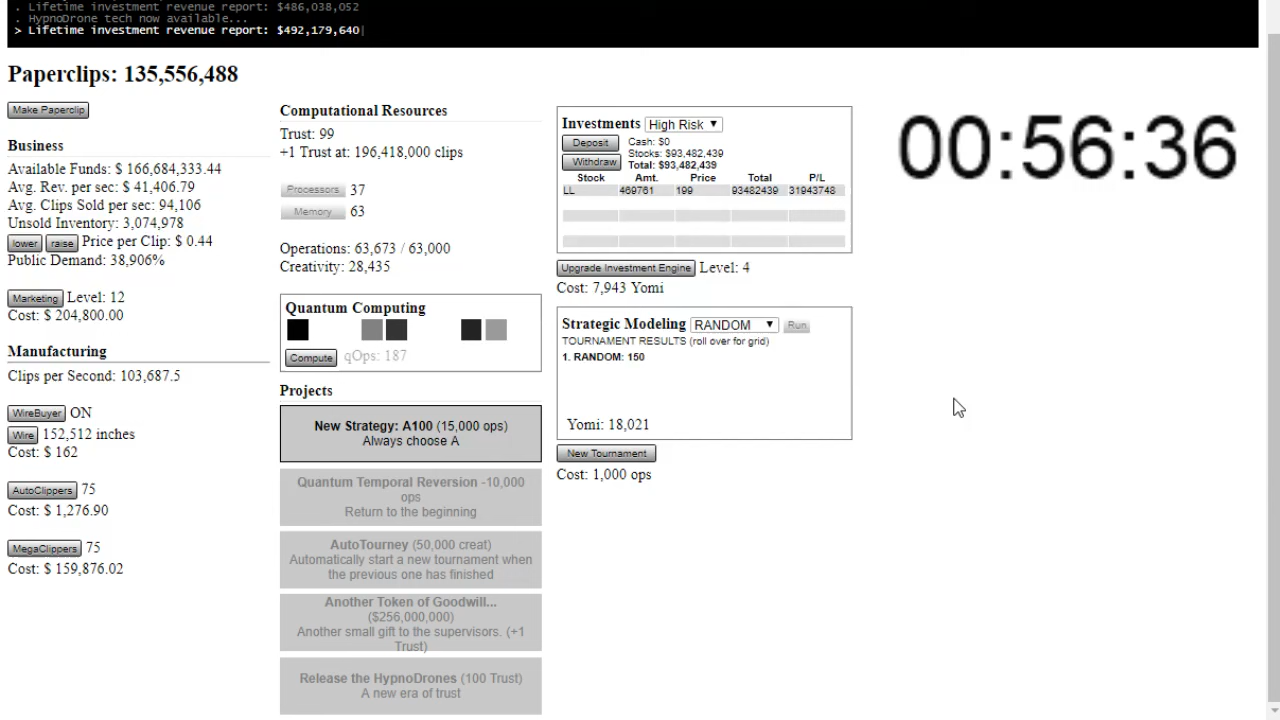 . Lifetime investment revenue report: $486,038,052
. HypnoDrone tech now available...
> Lifetime investment revenue report: $492,179,640|
Paperclips: 135,556,488
Make Paperclip
Business
Available Funds: $ 166,684,333.44
Avg. Rev. per sec: $ 41,406.79
Avg. Clips Sold per sec: 94,106
Unsold Inventory: 3,074,978
lower raise Price per Clip: $ 0.44
Public Demand: 38,906%
Marketing Level: 12
Cost: $ 204,800.00
Manufacturing
Clips per Second: 103,687.5
WireBuyer ON
Wire 152,512 inches
Cost: $ 162
AutoClippers 75
Cost: $ 1,276.90
MegaClippers 75
Cost: $ 159,876.02
Computational Resources
Trust: 99
+1 Trust at: 196,418,000 clips
Processors 37
Memory 63
Operations: 63,673 / 63,000
Creativity: 28,435
Quantum Computing
Compute qOps: 187
Projects
New Strategy: A100 (15,000 ops)
Always choose A
Quantum Temporal Reversion -10,000
ops
Return to the beginning
AutoTourney (50,000 creat)
Automatically start a new tournament when
the previous one has finished
Another Token of Goodwill...
($256,000,000)
Another small gift to the supervisors. (+1
Trust)
Release the HypnoDrones (100 Trust)
A new era of trust
Investments High Risk
Deposit Cash: $0
Stocks: $93,482,439
Withdraw Total: $93,482,439
Stock Amt. Price Total P/L
LL 469761 199 93482439 31943748
Upgrade Investment Engine Level: 4
Cost: 7,943 Yomi
Strategic Modeling RANDOM Run
TOURNAMENT RESULTS (roll over for grid)
1. RANDOM: 150
Yomi: 18,021
New Tournament
Cost: 1,000 ops
00:56:36